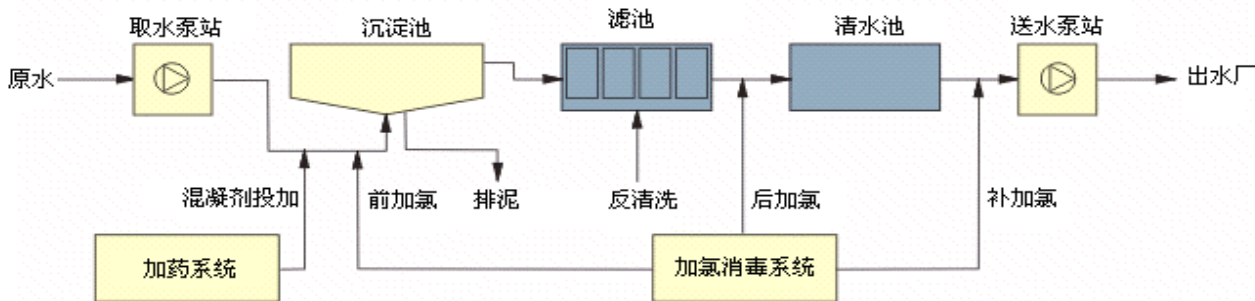 取水泵站
沉淀池
滤池
清水池
送水泵站
原水
出水厂
混凝剂投加
前加氯
排泥
反清洗
后加氯
补加氯
加药系统
加氯消毒系统